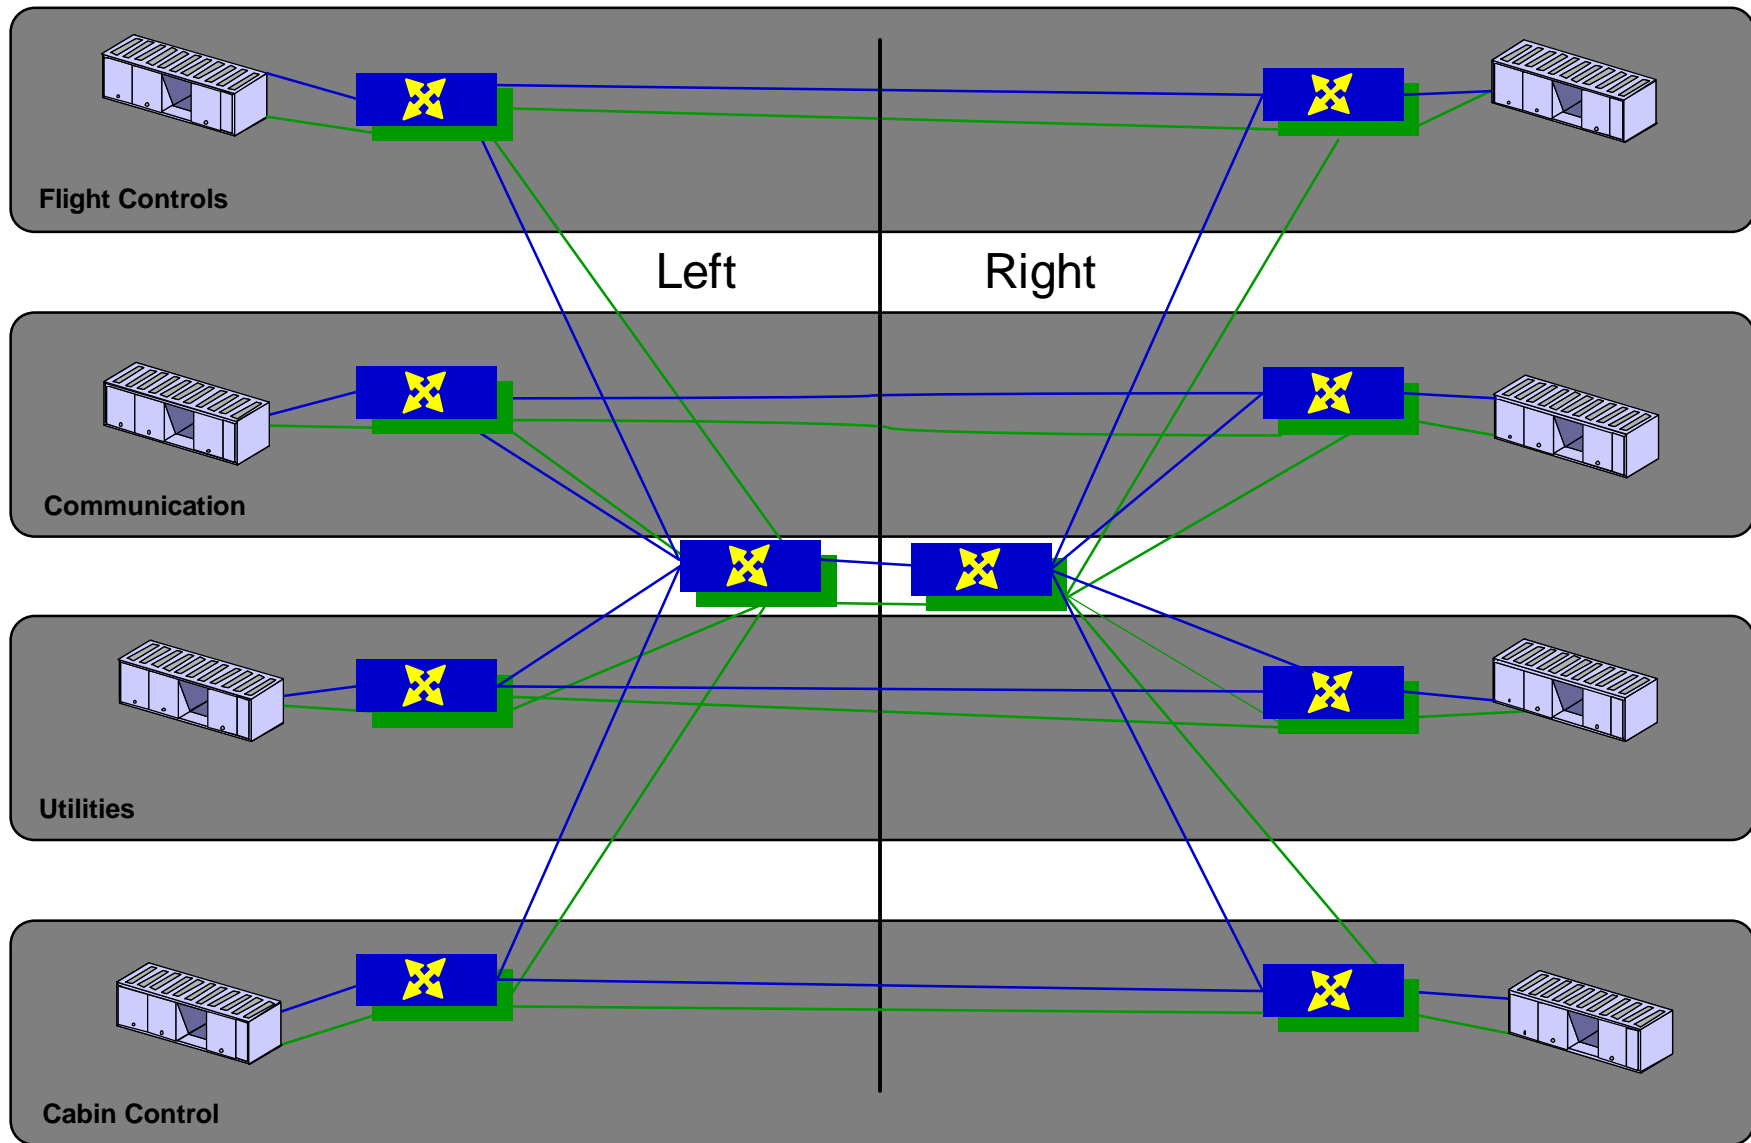 Flight Controls
Left
Right
Communication
Utilities
Cabin Control